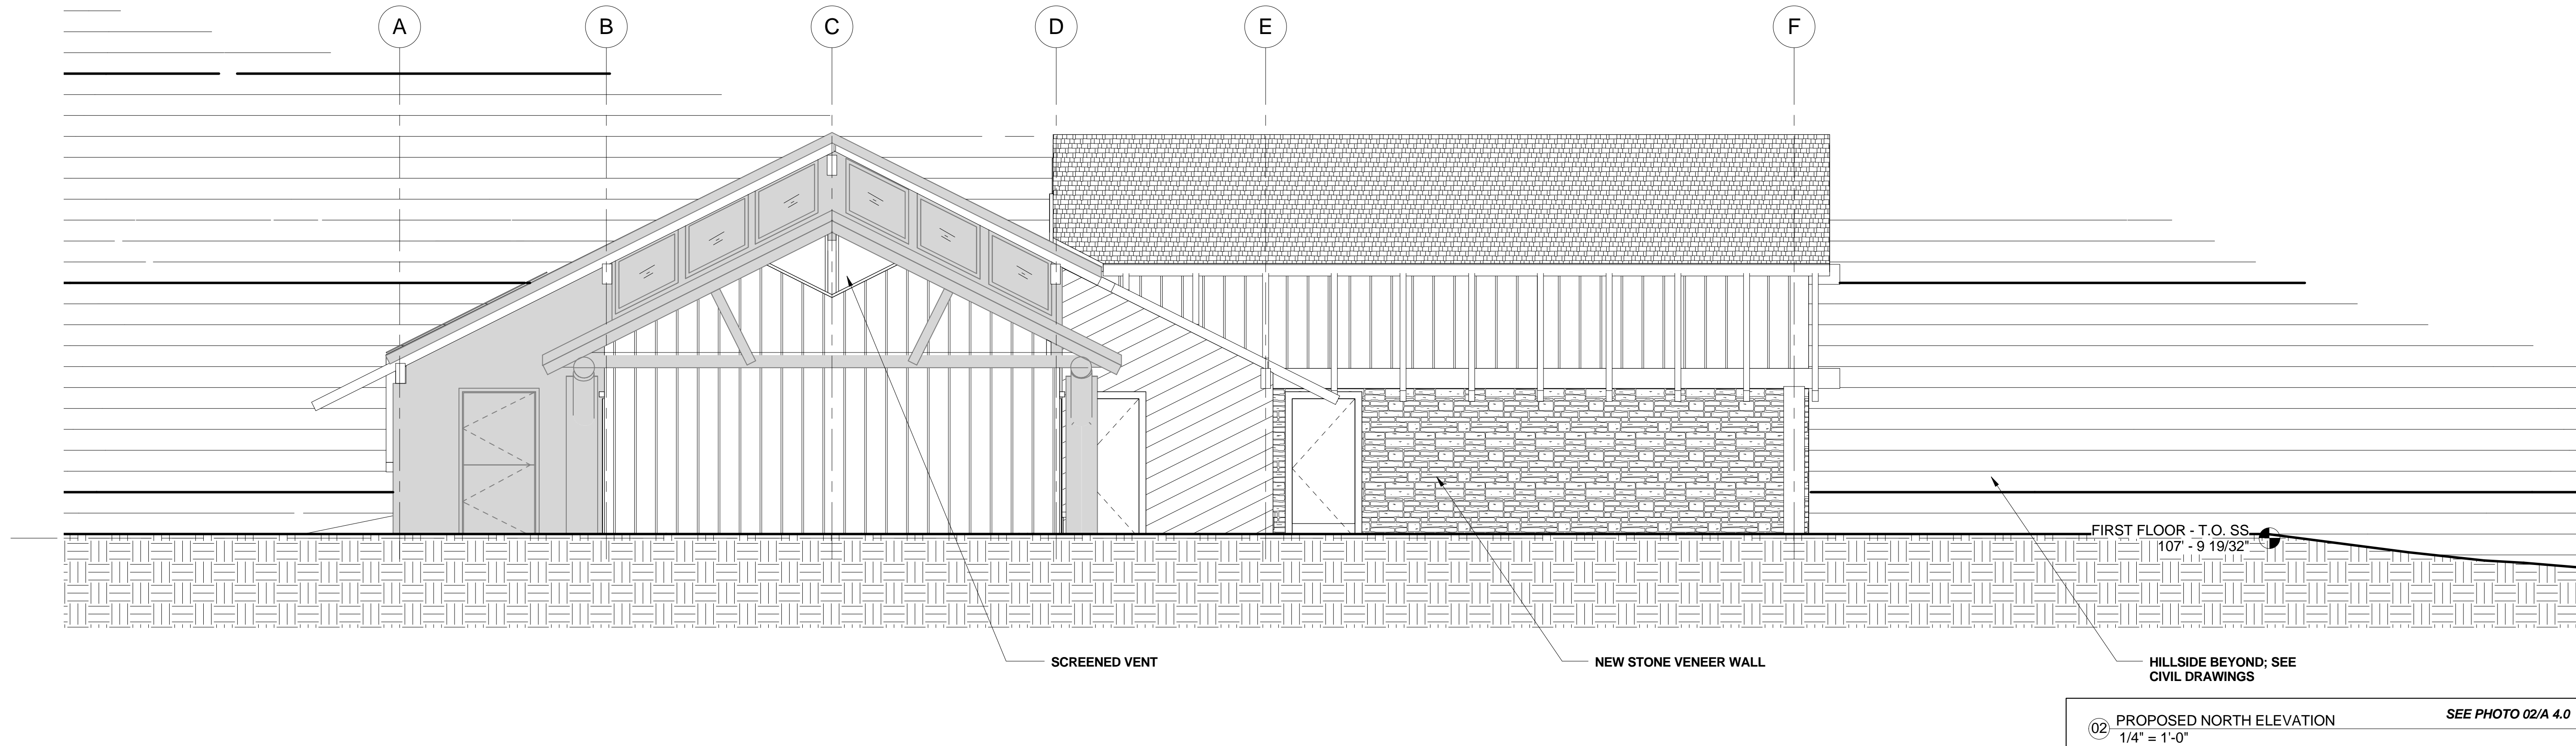 A
B
C
D
E
F
FIRST FLOOR - T.O. SS
107' - 9 19/32"
SCREENED VENT
NEW STONE VENEER WALL
HILLSIDE BEYOND; SEE
CIVIL DRAWINGS
02
PROPOSED NORTH ELEVATION
SEE PHOTO 02/A 4.0
1/4" = 1'-0"